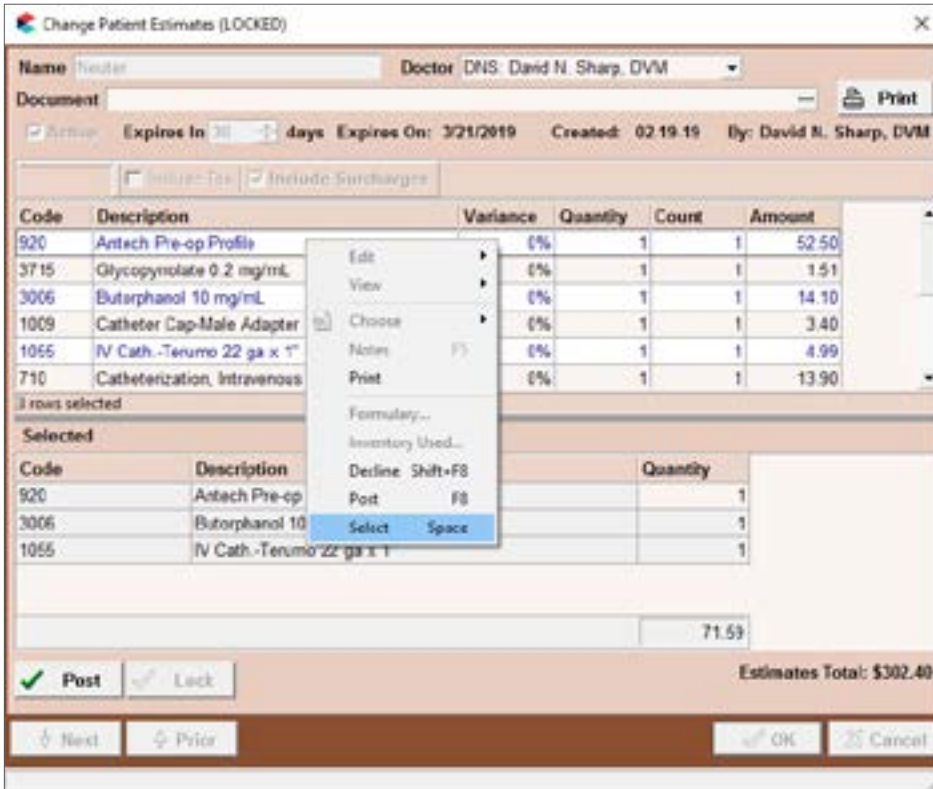 Change Patient Estimates (LOCKED)
Name Neuter Doctor DNS: David N. Sharp, DVM
Document Print
Active Expires In 30 days Expires On: 3/21/2019 Created: 02.19.19 By: David N. Sharp, DVM
Include Tax Include Surcharges
Code Description Variance Quantity Count Amount
920 Antech Pre-op Profile 0% 1 1 52.50
3715 Glycopyrrolate 0.2 mg/mL 0% 1 1 1.51
3006 Butorphanol 10 mg/mL 0% 1 1 14.10
1009 Catheter Cap-Male Adapter 0% 1 1 3.40
1055 IV Cath.-Terumo 22 ga x 1" 0% 1 1 4.99
710 Catheterization, Intravenous 0% 1 1 13.90
3 rows selected
Edit
View
Choose
Notes F5
Print
Formulary...
Inventory Used...
Decline Shift+F8
Post F8
Select Space
Selected
Code Description Quantity
920 Antech Pre-op 1
3006 Butorphanol 10 1
1055 IV Cath.-Terumo 22 ga x 1" 1
71.59
Post Lock Estimates Total: $302.40
Next Prior OK Cancel